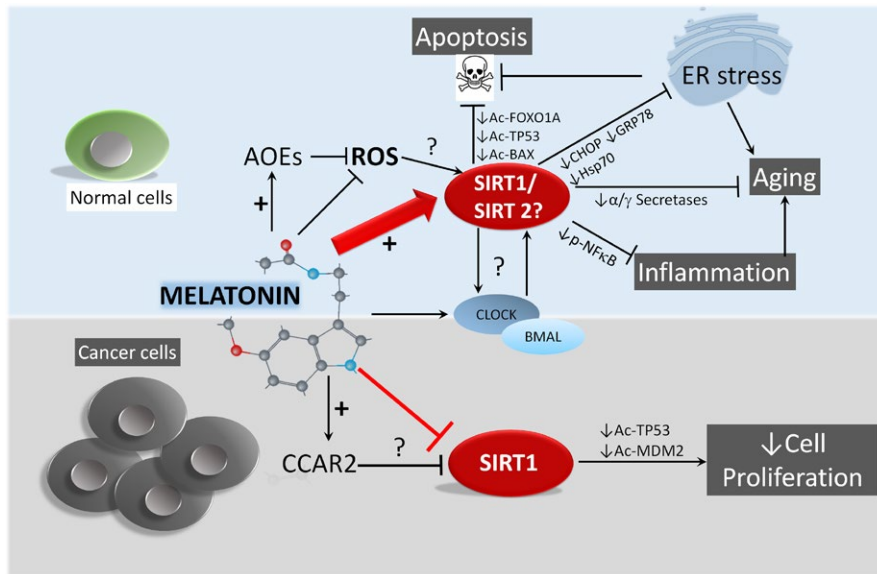 Apoptosis
ER stress
↓Ac-FOXO1A
↓Ac-TP53
↓Ac-BAX
↓CHOP ↓GRP78
↓Hsp70
Normal cells
AOEs
ROS
?
+
SIRT1/
SIRT 2?
↓α/γ Secretases
Aging
+
↓p-NFκB
?
Inflammation
MELATONIN
CLOCK
BMAL
Cancer cells
+
CCAR2
?
SIRT1
↓Ac-TP53
↓Ac-MDM2
↓Cell
Proliferation